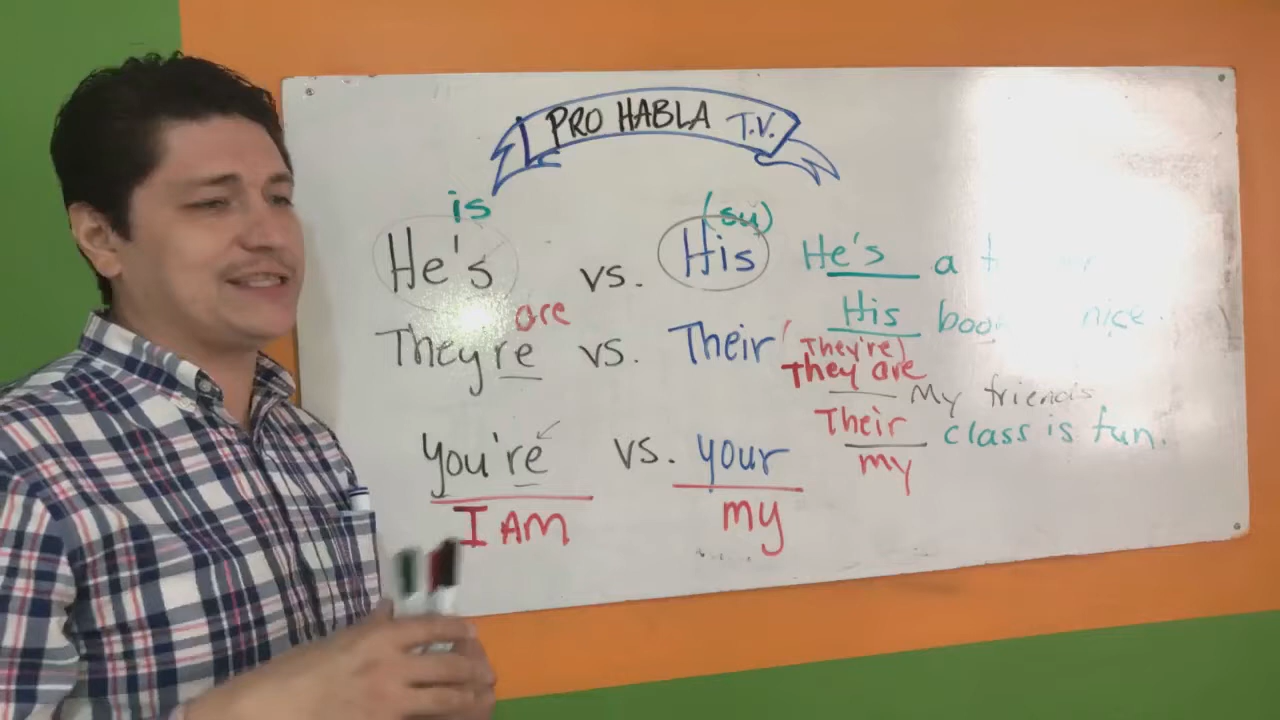 PRO HABLA T.V.
is
(su)
He's vs. His
He's a
His nice.
are
They're vs. Their
(They're)
They are
My friends
Their class is fun.
my
you're vs. your
I AM my